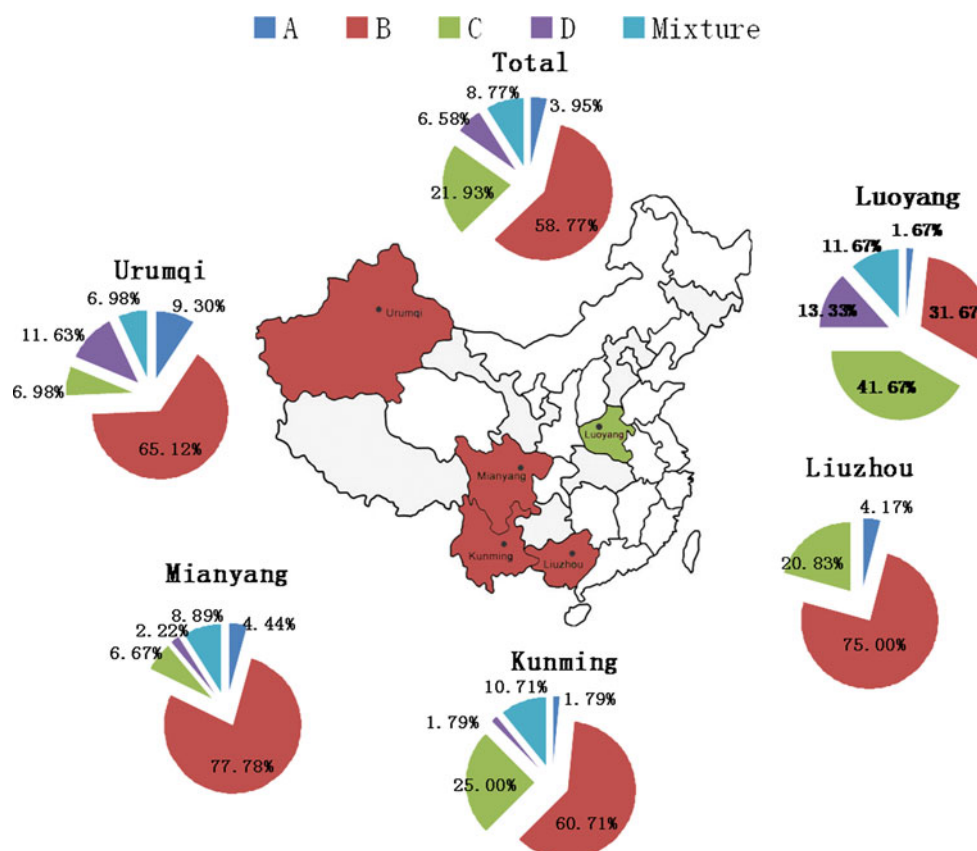 A B C D Mixture
Total
8.77% 3.95%
6.58%
21.93%
58.77%
Luoyang
11.67% 1.67%
13.33% 31.67%
41.67%
Urumqi
6.98% 9.30%
11.63%
6.98%
65.12%
Urumqi
Luoyang
Mianyang
Kunming
Liuzhou
Liuzhou
4.17%
20.83%
75.00%
Mianyang
8.89% 4.44%
2.22%
6.67%
77.78%
Kunming
10.71% 1.79%
1.79%
25.00%
60.71%